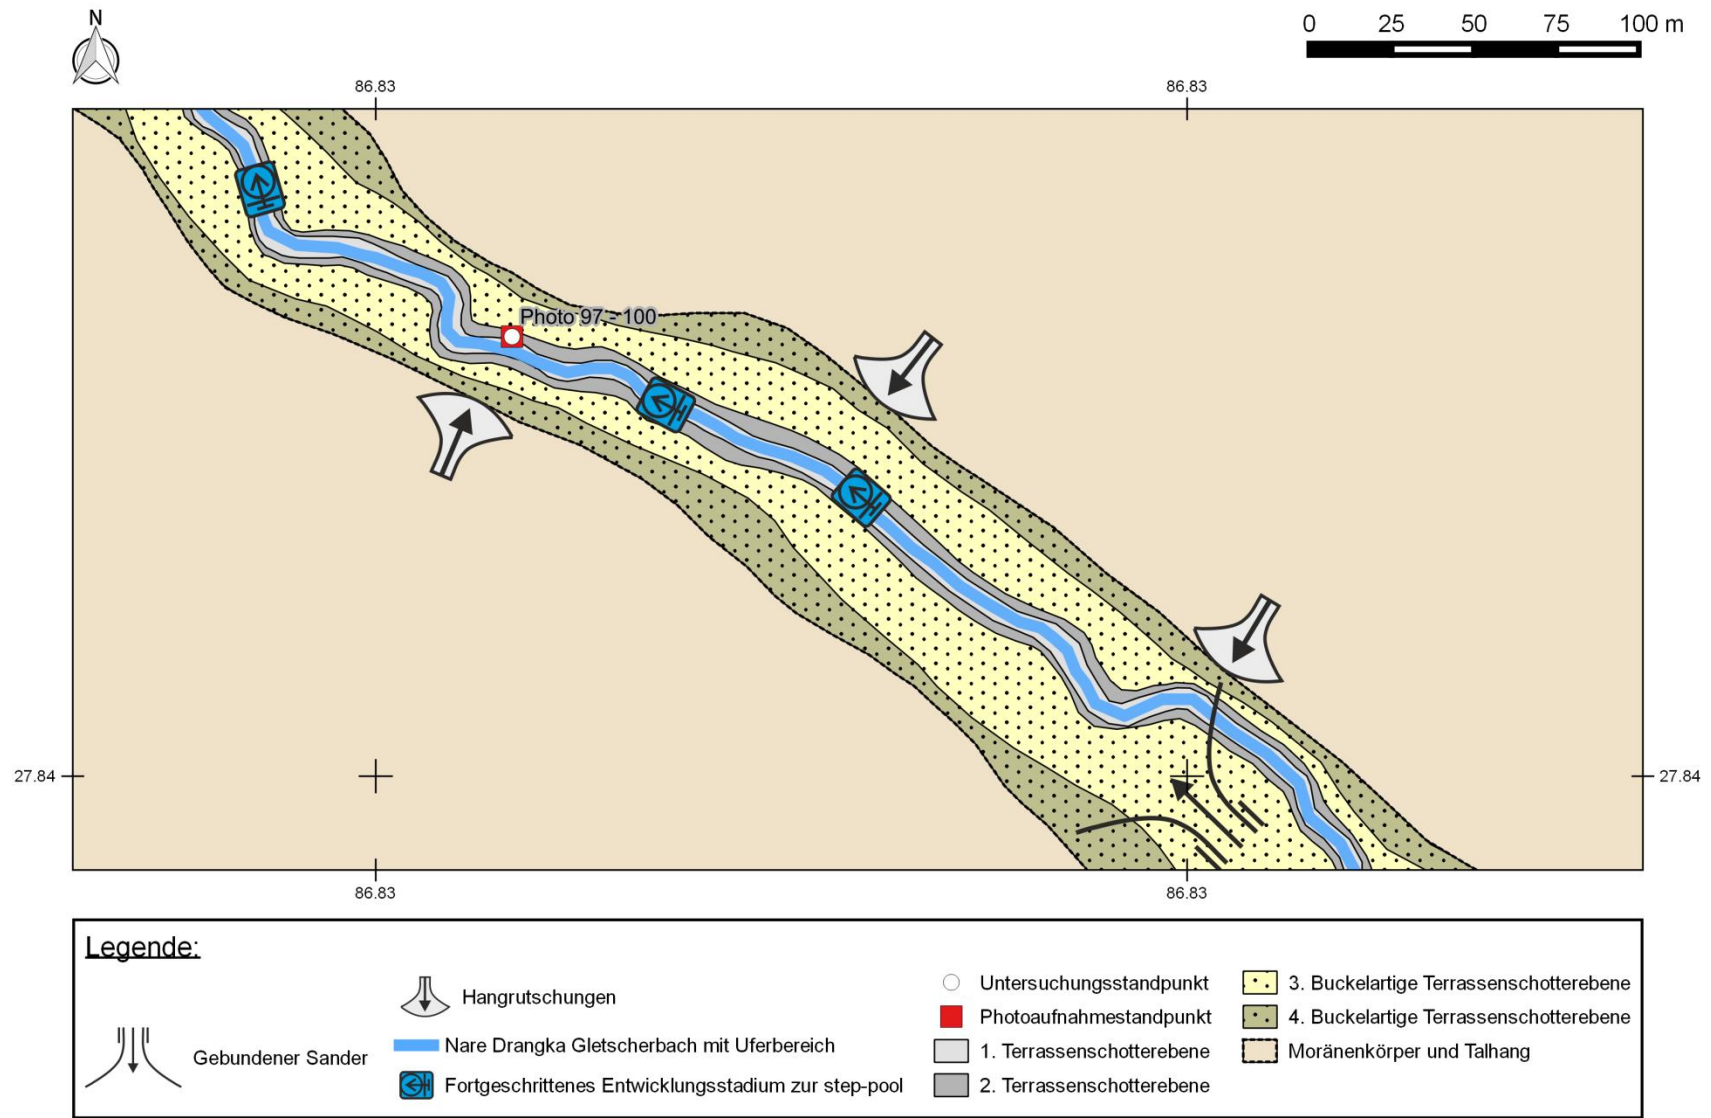 N
0 25 50 75 100 m
86.83 86.83
Photo 97 - 100
27.84 27.84
86.83 86.83
Legende:
Hangrutschungen
Gebundener Sander
Nare Drangka Gletscherbach mit Uferbereich
Fortgeschrittenes Entwicklungsstadium zur step-pool
Untersuchungsstandpunkt
Photoaufnahmestandpunkt
1. Terrassenschotterebene
2. Terrassenschotterebene
3. Buckelartige Terrassenschotterebene
4. Buckelartige Terrassenschotterebene
Moränenkörper und Talhang